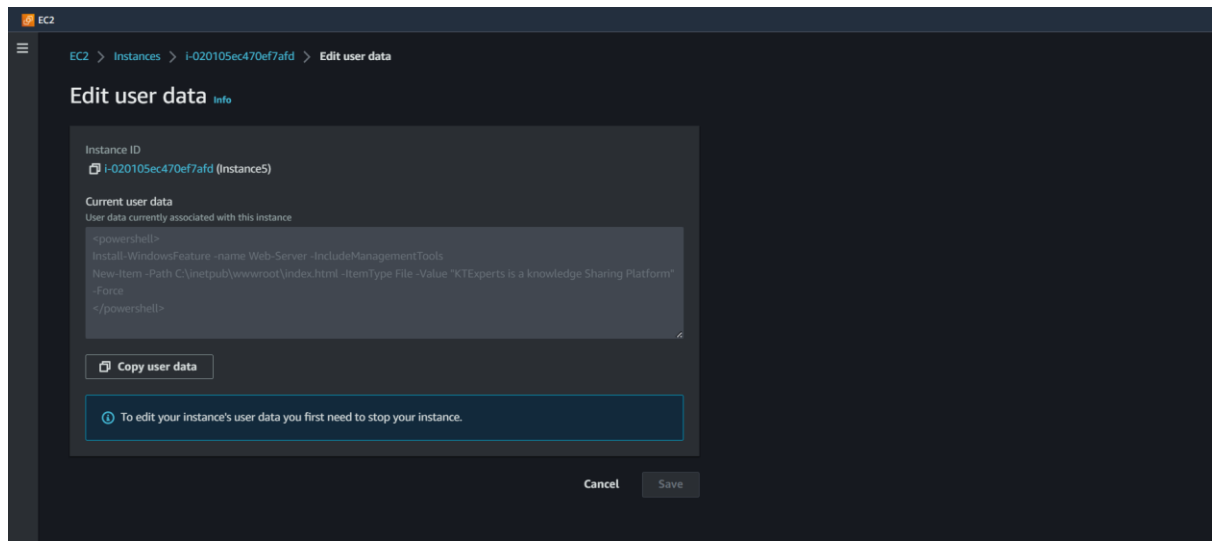 EC2
EC2 > Instances > i-020105ec470ef7afd > Edit user data
Edit user data Info
Instance ID
i-020105ec470ef7afd (Instance5)
Current user data
User data currently associated with this instance
<powershell>
Install-WindowsFeature -name Web-Server -IncludeManagementTools
New-Item -Path C:\inetpub\wwwroot\index.html -ItemType File -Value "KTExperts is a knowledge Sharing Platform"
-Force
</powershell>
Copy user data
To edit your instance's user data you first need to stop your instance.
Cancel Save